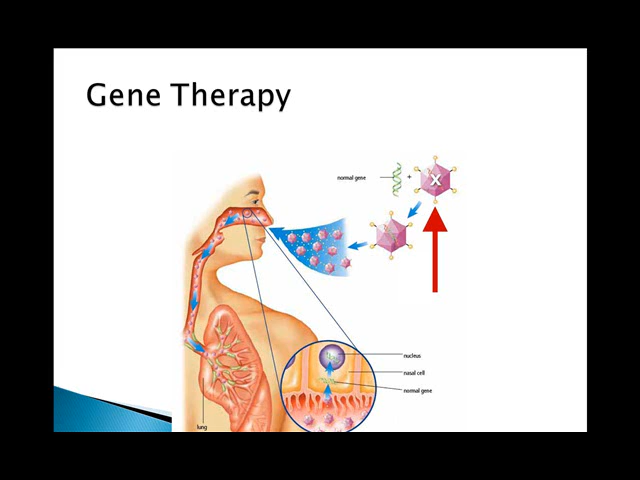 Gene Therapy
normal gene
+
X
nucleus
nasal cell
normal gene
lung